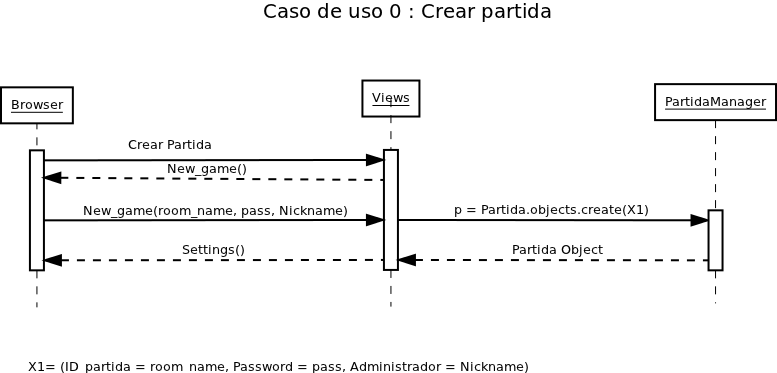 Caso de uso 0 : Crear partida
Browser
Views
PartidaManager
Crear Partida
New_game()
New_game(room_name, pass, Nickname)
p = Partida.objects.create(X1)
Settings()
Partida Object
X1= (ID_partida = room_name, Password = pass, Administrador = Nickname)